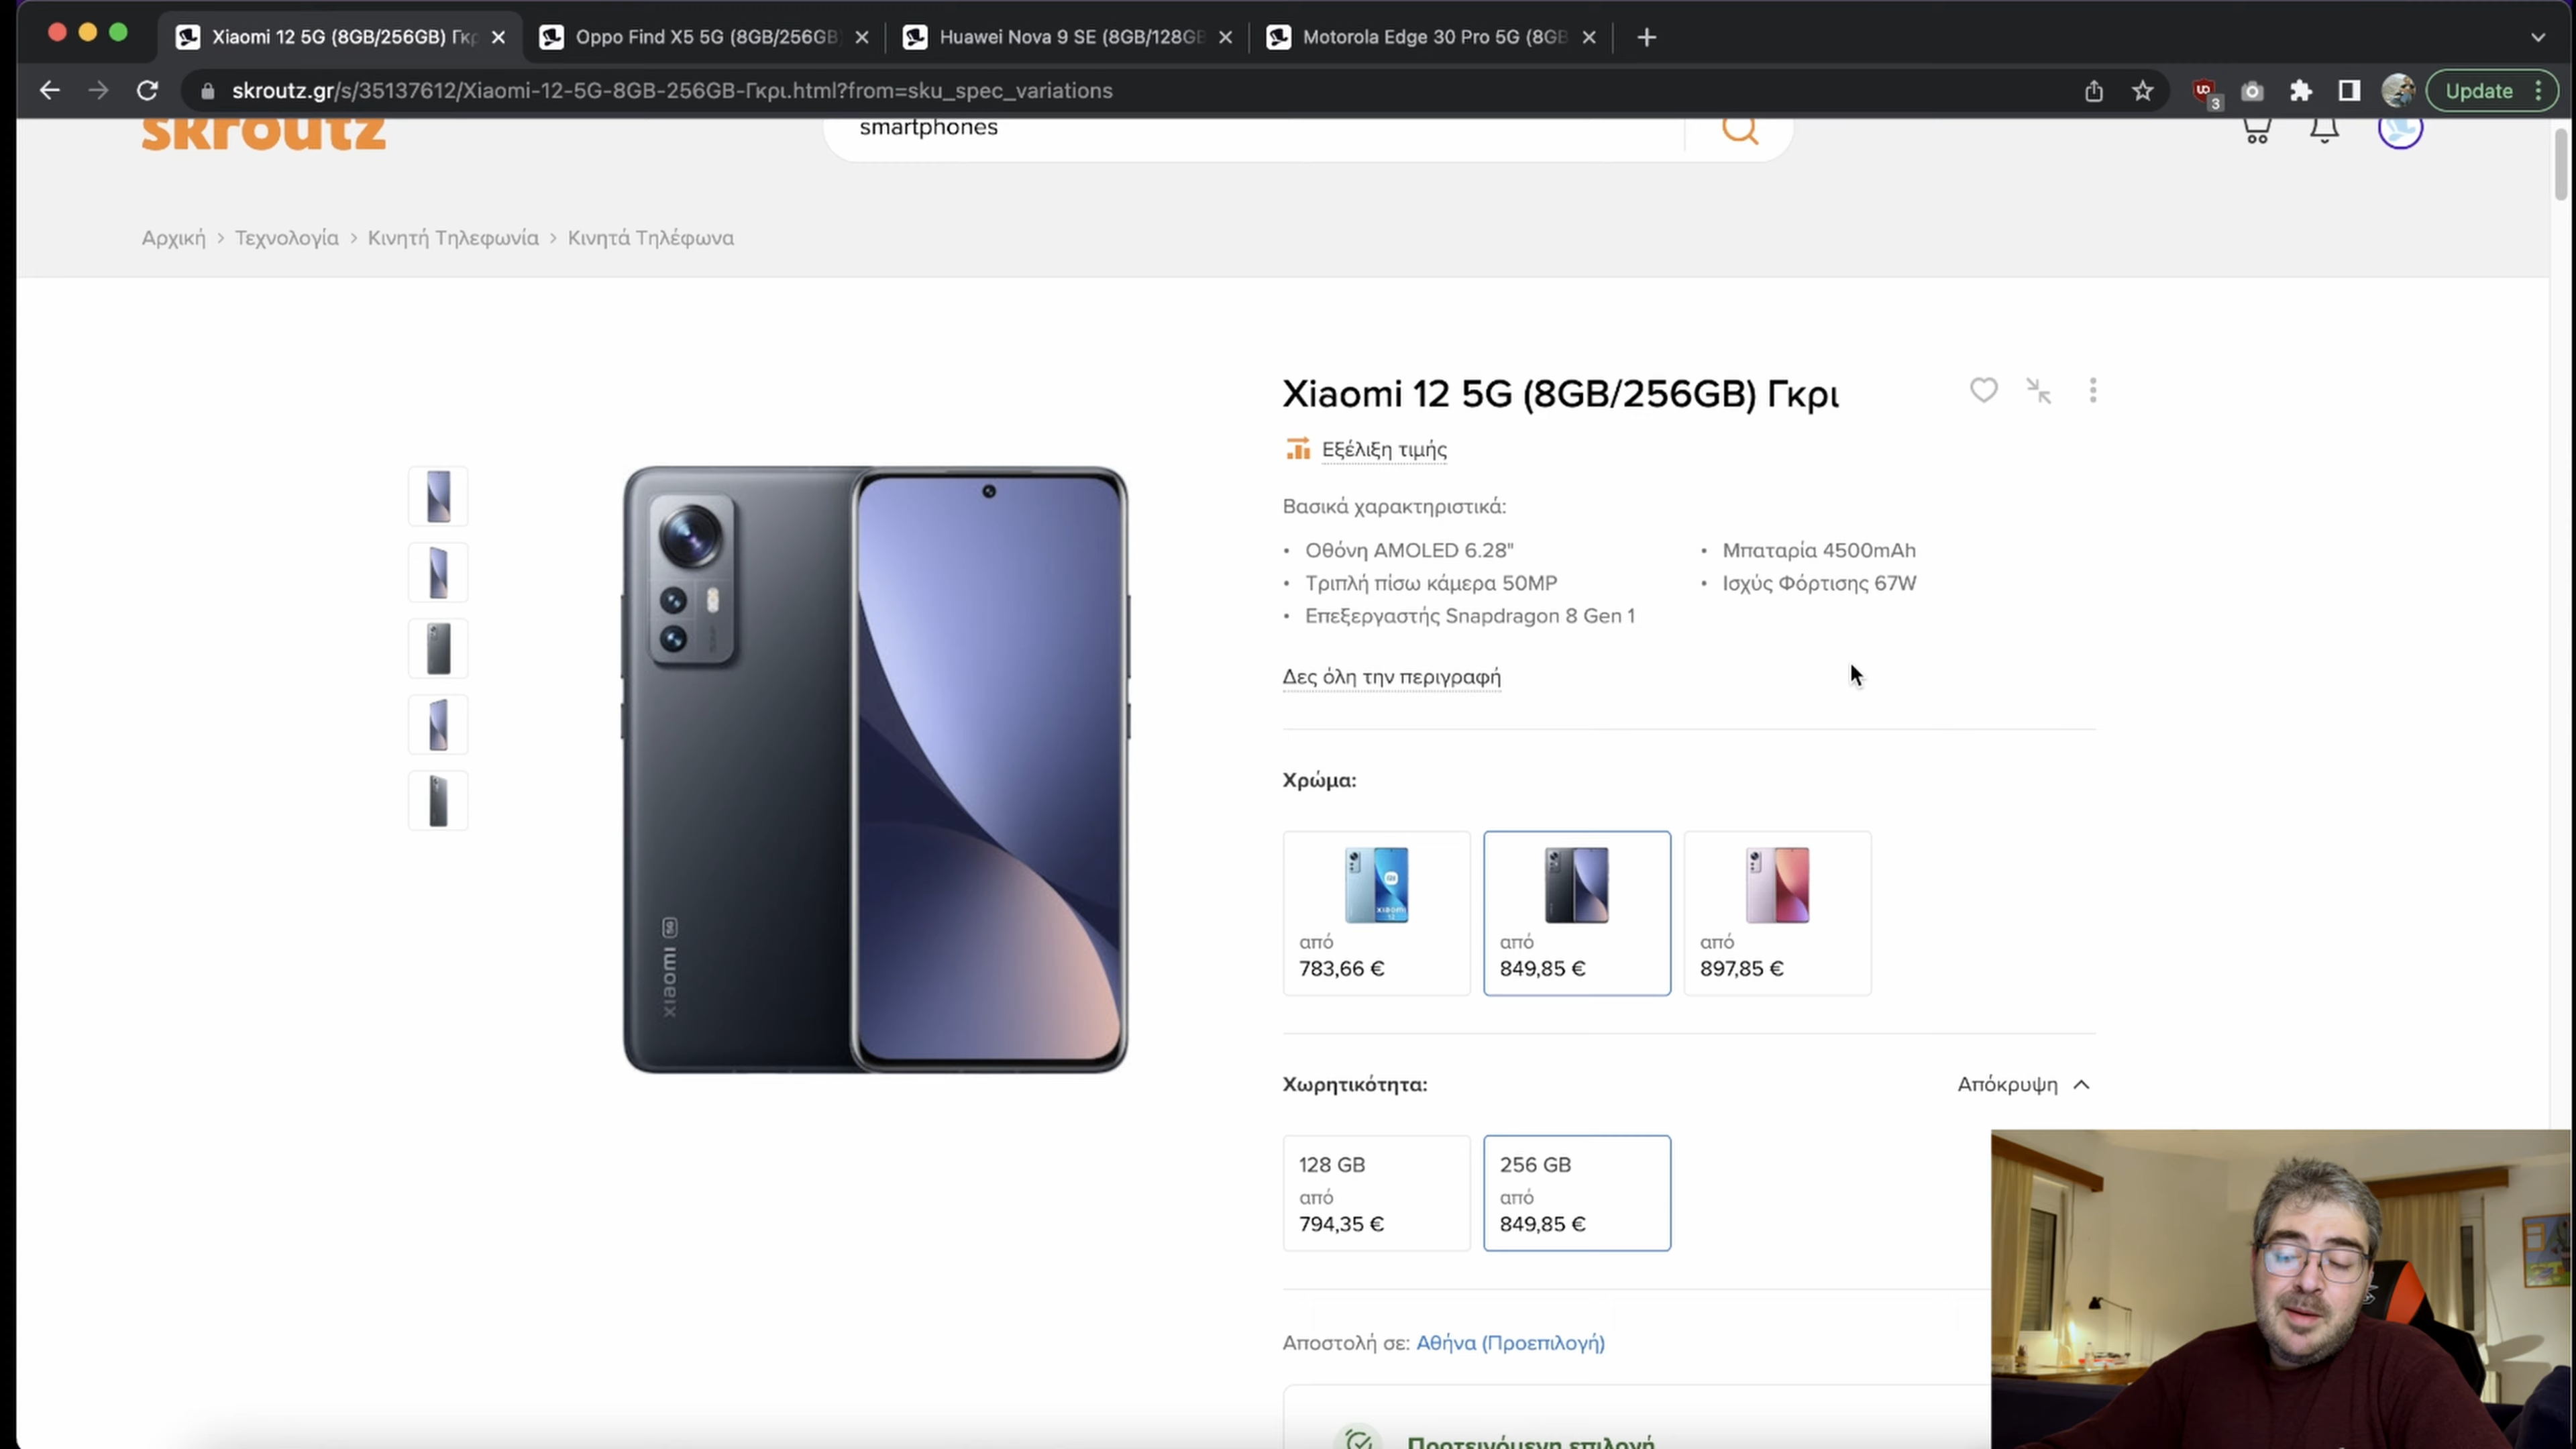 Xiaomi 12 5G (8GB/256GB) Γκρ
Oppo Find X5 5G (8GB/256GB)
Huawei Nova 9 SE (8GB/128GB
Motorola Edge 30 Pro 5G (8GB
skroutz.gr/s/35137612/Xiaomi-12-5G-8GB-256GB-Γκρι.html?from=sku_spec_variations
3
Update
skroutz
smartphones
Αρχική > Τεχνολογία > Κινητή Τηλεφωνία > Κινητά Τηλέφωνα
Xiaomi 12 5G (8GB/256GB) Γκρι
Εξέλιξη τιμής
Βασικά χαρακτηριστικά:
• Οθόνη AMOLED 6.28"
• Τριπλή πίσω κάμερα 50MP
• Επεξεργαστής Snapdragon 8 Gen 1
• Μπαταρία 4500mAh
• Ισχύς Φόρτισης 67W
Δες όλη την περιγραφή
xiaomi 5G
Χρώμα:
από
783,66 €
από
849,85 €
από
897,85 €
Χωρητικότητα:
Απόκρυψη
128 GB
από
794,35 €
256 GB
από
849,85 €
Αποστολή σε: Αθήνα (Προεπιλογή)
Προτεινόμενη επιλογή